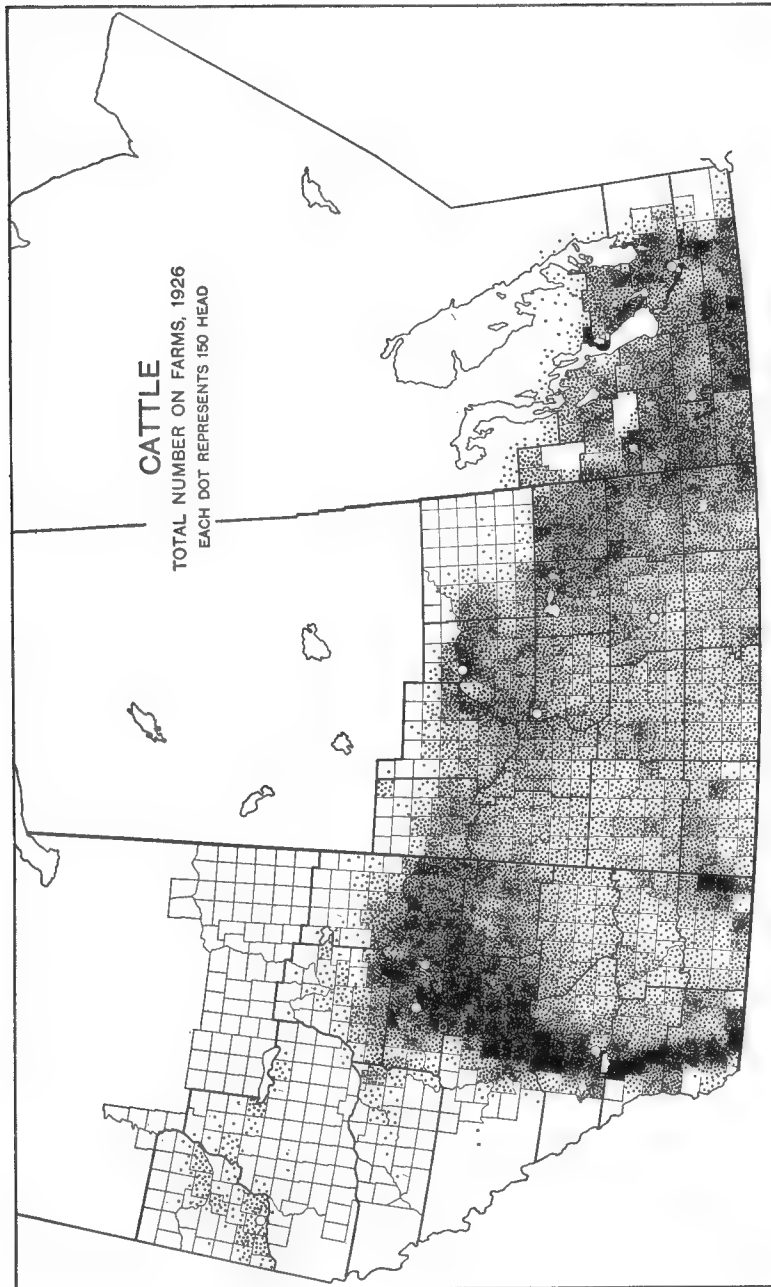 CATTLE
TOTAL NUMBER ON FARMS, 1926
EACH DOT REPRESENTS 150 HEAD